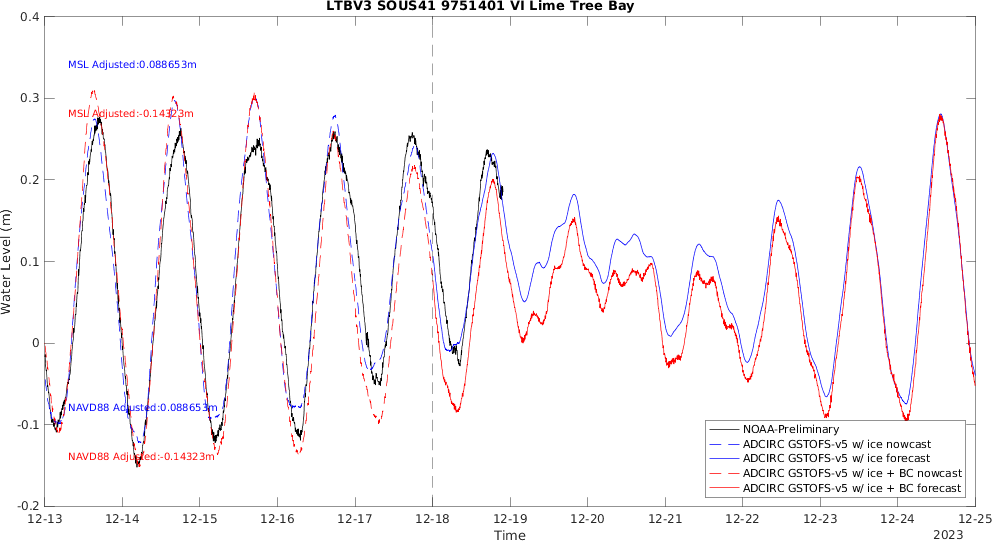 LTBV3 SOUS41 9751401 VI Lime Tree Bay
Water Level (m)
0.4
0.3
0.2
0.1
0
-0.1
-0.2
MSL Adjusted:0.088653m
MSL Adjusted:-0.14323m
NAVD88 Adjusted:0.088653m
NAVD88 Adjusted:-0.14323m
NOAA-Preliminary
ADCIRC GSTOFS-v5 w/ ice nowcast
ADCIRC GSTOFS-v5 w/ ice forecast
ADCIRC GSTOFS-v5 w/ ice + BC nowcast
ADCIRC GSTOFS-v5 w/ ice + BC forecast
12-13 12-14 12-15 12-16 12-17 12-18 12-19 12-20 12-21 12-22 12-23 12-24 12-25
Time
2023